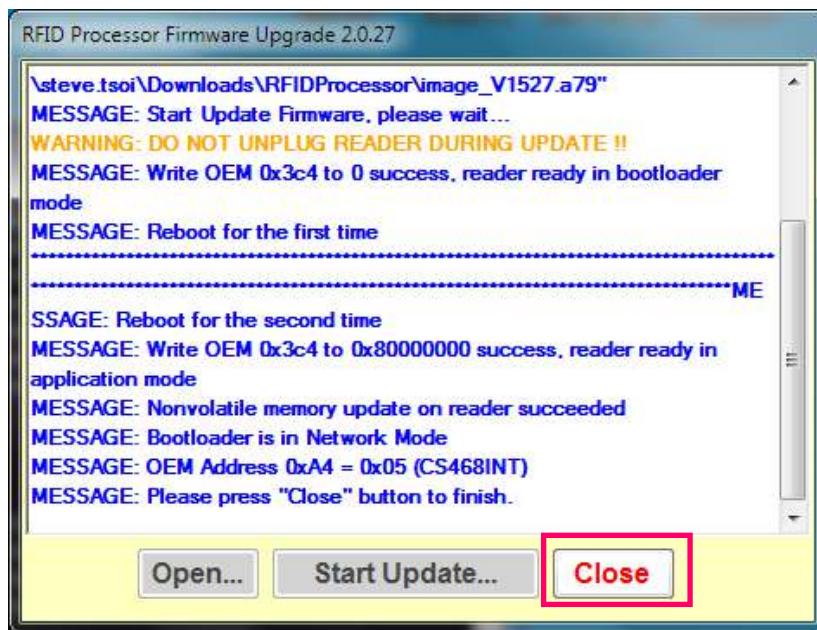 RFID Processor Firmware Upgrade 2.0.27
\steve.tsoi\Downloads\RFIDProcessor\image_V1527.a79"
MESSAGE: Start Update Firmware, please wait...
WARNING: DO NOT UNPLUG READER DURING UPDATE !!
MESSAGE: Write OEM 0x3c4 to 0 success, reader ready in bootloader
mode
MESSAGE: Reboot for the first time
**************************************************************************************
********************************************************************************ME
SSAGE: Reboot for the second time
MESSAGE: Write OEM 0x3c4 to 0x80000000 success, reader ready in
application mode
MESSAGE: Nonvolatile memory update on reader succeeded
MESSAGE: Bootloader is in Network Mode
MESSAGE: OEM Address 0xA4 = 0x05 (CS468INT)
MESSAGE: Please press "Close" button to finish.
Open... Start Update... Close